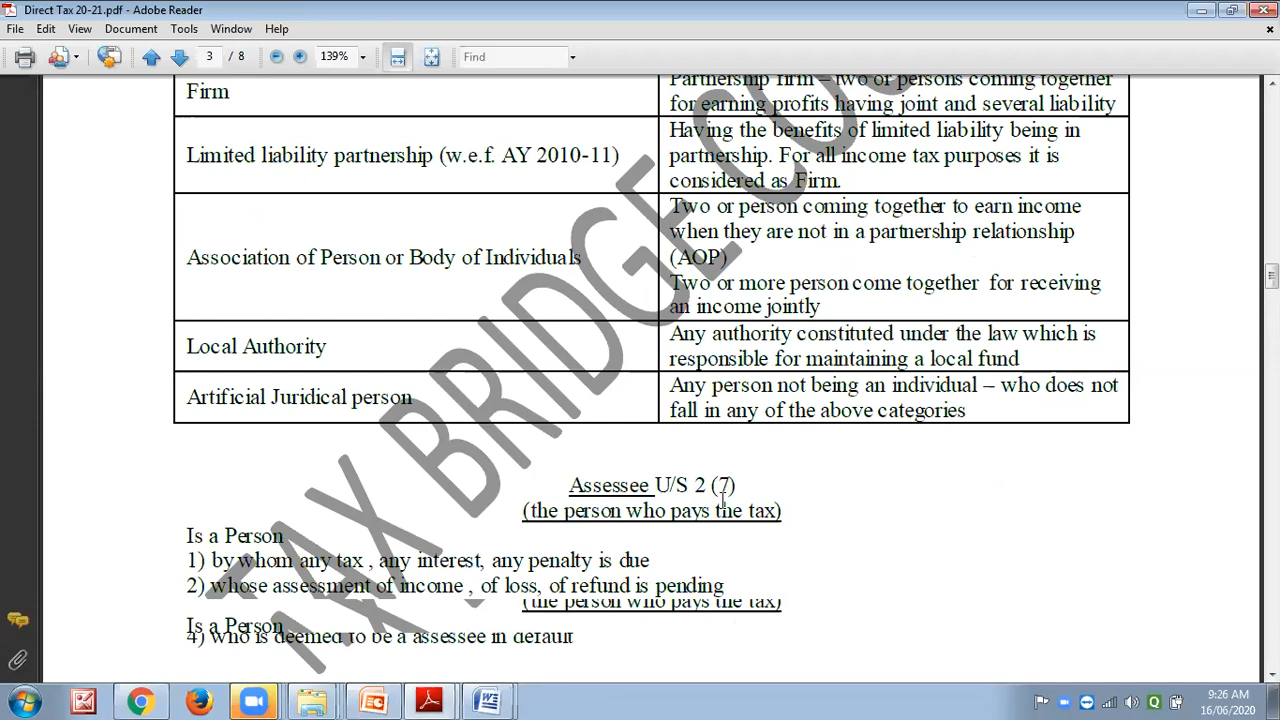 Direct Tax 20-21.pdf - Adobe Reader
File Edit View Document Tools Window Help
3 / 8 139% Find
Firm
Partnership firm – two or persons coming together
for earning profits having joint and several liability
Limited liability partnership (w.e.f. AY 2010-11)
Having the benefits of limited liability being in
partnership. For all income tax purposes it is
considered as Firm.
Association of Person or Body of Individuals
Two or person coming together to earn income
when they are not in a partnership relationship
(AOP)
Two or more person come together for receiving
an income jointly
Local Authority
Any authority constituted under the law which is
responsible for maintaining a local fund
Artificial Juridical person
Any person not being an individual – who does not
fall in any of the above categories
TAX BRIDGE
Assessee U/S 2 (7)
(the person who pays the tax)
Is a Person
1) by whom any tax , any interest, any penalty is due
2) whose assessment of income , of loss, of refund is pending
(the person who pays the tax)
Is a Person
4) who is deemed to be a assessee in default
9:26 AM
16/06/2020